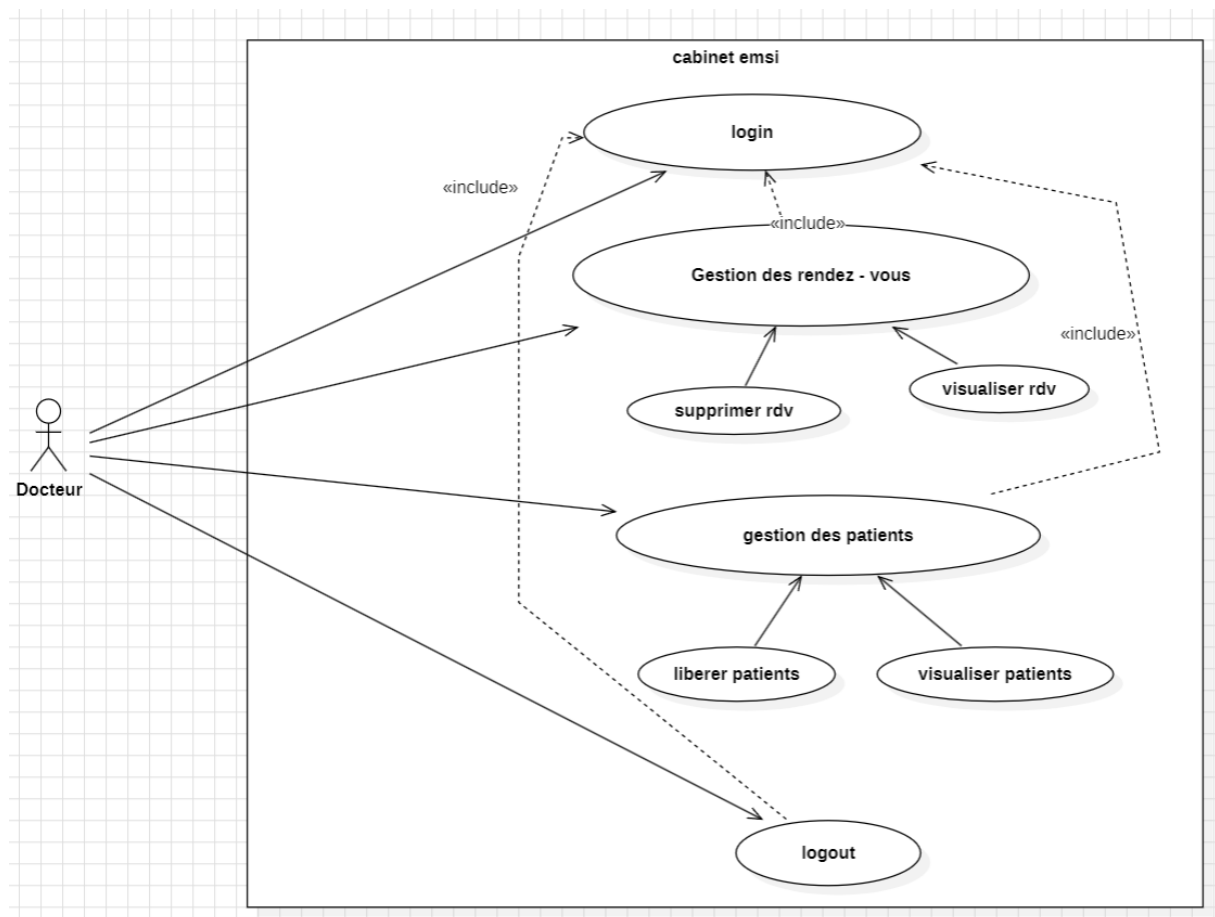 cabinet emsi
login
«include»
«include»
Gestion des rendez - vous
«include»
visualiser rdv
supprimer rdv
Docteur
gestion des patients
liberer patients
visualiser patients
logout